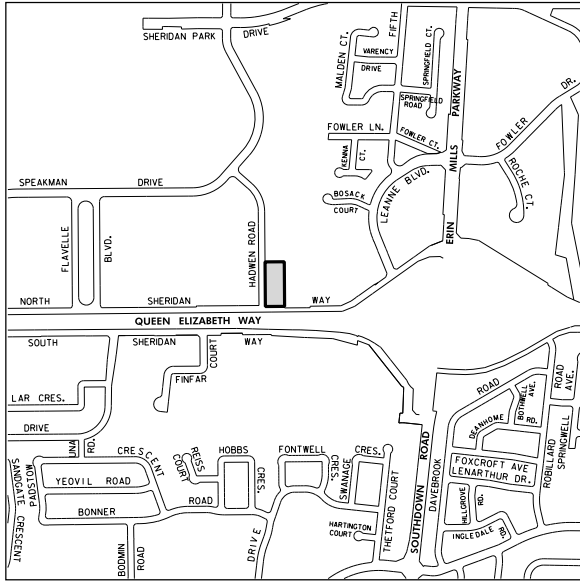 SHERIDAN PARK DRIVE
MALDEN CT.
VARENCY
DRIVE
FIFTH
SPRINGFIELD CT.
SPRINGFIELD
ROAD
PARKWAY
MILLS
ERIN
FOWLER DR.
FOWLER LN.
FOWLER CT.
KENNA
CT.
ROCHE CT.
BOSACK
COURT
LEANNE BLVD.
SPEAKMAN DRIVE
FLAVELLE
BLVD.
HADWEN ROAD
NORTH SHERIDAN WAY
QUEEN ELIZABETH WAY
SOUTH SHERIDAN WAY
FINFAR
COURT
LAR CRES.
DRIVE
UNA
RD.
CRESCENT
REISS
COURT
HOBBS
CRES.
FONTWELL
CRES.
SWANAGE
CRES.
YEOVIL ROAD
BONNER ROAD
PADSTOW
SANDGATE CRESCENT
BODMIN
ROAD
DRIVE
HARTINGTON
COURT
THETFORD COURT
SOUTHDOWN ROAD
DAVEBROOK
ROAD
DEANHOME RD.
BOTHWELL
AVE.
ROAD
AVE.
ROBILLARD
SPRINGWELL
FOXCROFT AVE
LENARTHUR DR.
HILLGROVE
RD.
INGLEDALE RD.